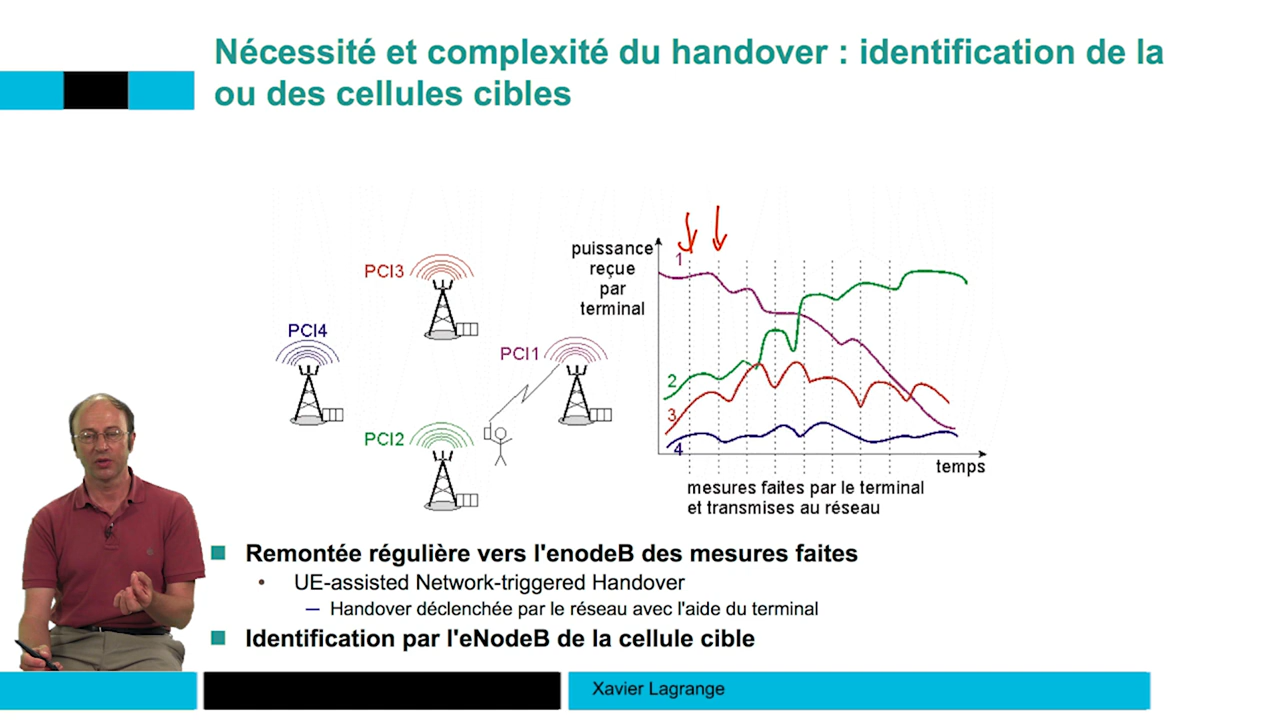 Nécessité et complexité du handover : identification de la
ou des cellules cibles
PCI3
PCI4
PCI1
PCI2
puissance
reçue
par
terminal
1
2
3
4
temps
mesures faites par le terminal
et transmises au réseau
Remontée régulière vers l'enodeB des mesures faites
UE-assisted Network-triggered Handover
Handover déclenchée par le réseau avec l'aide du terminal
Identification par l'eNodeB de la cellule cible
Xavier Lagrange